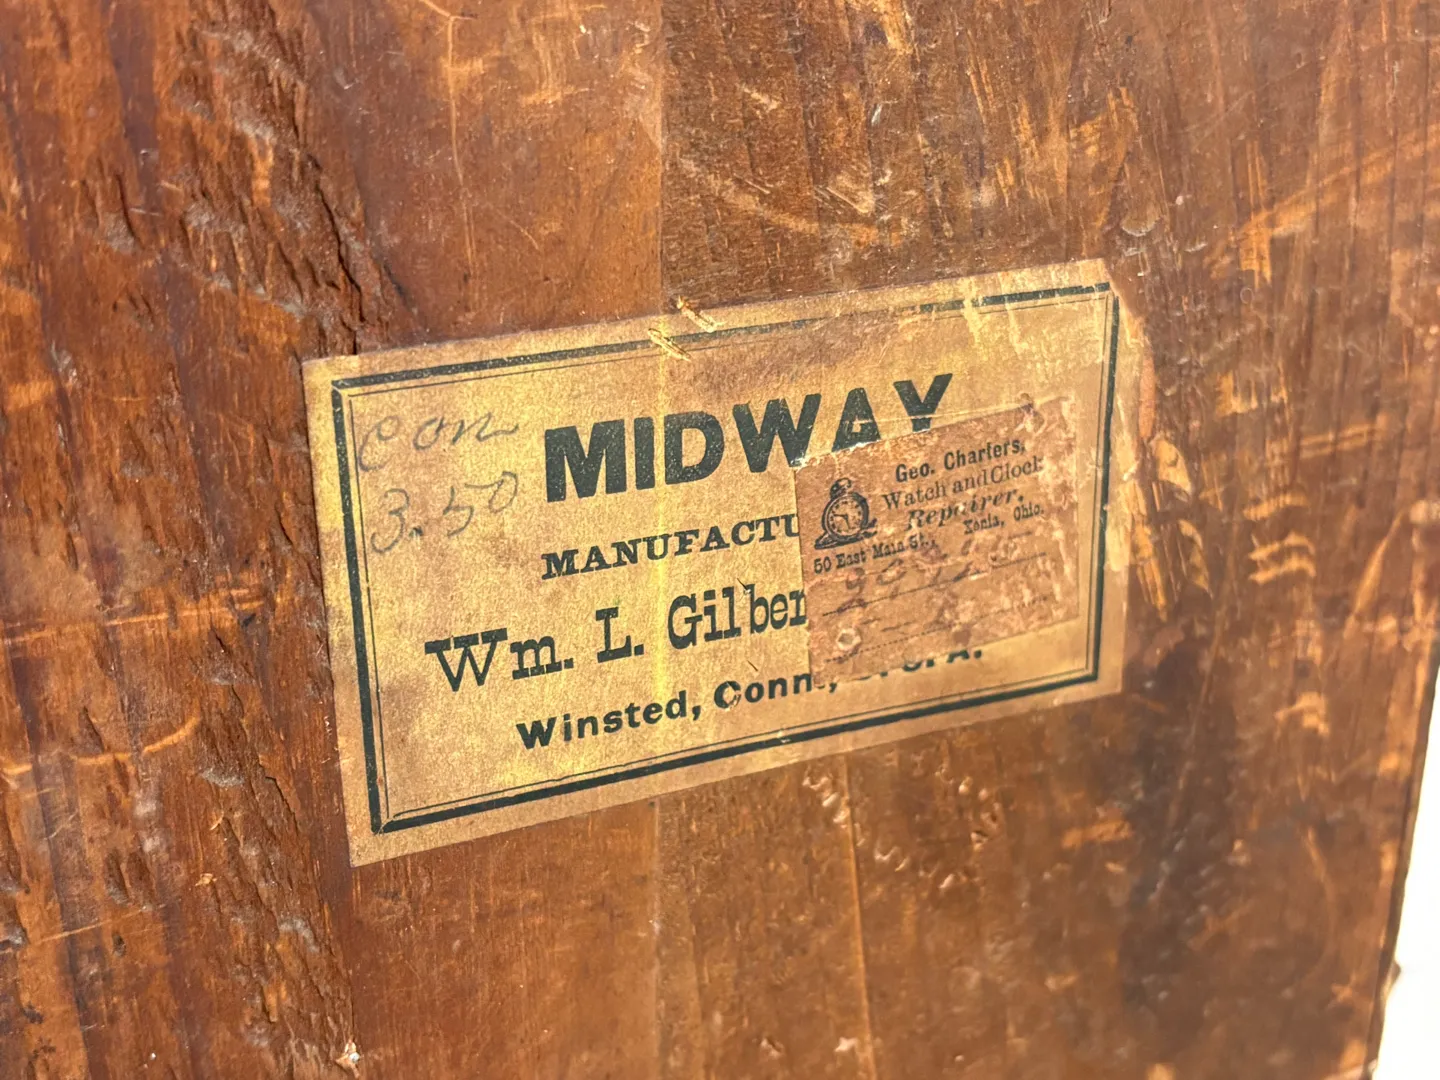 con
3.50
MIDWAY
MANUFACTU
Wm. L. Gilber
Winsted, Conn., U. S. A.
Geo. Charters,
Watch and Clock
Repairer.
50 East Main St., Xenia, Ohio.